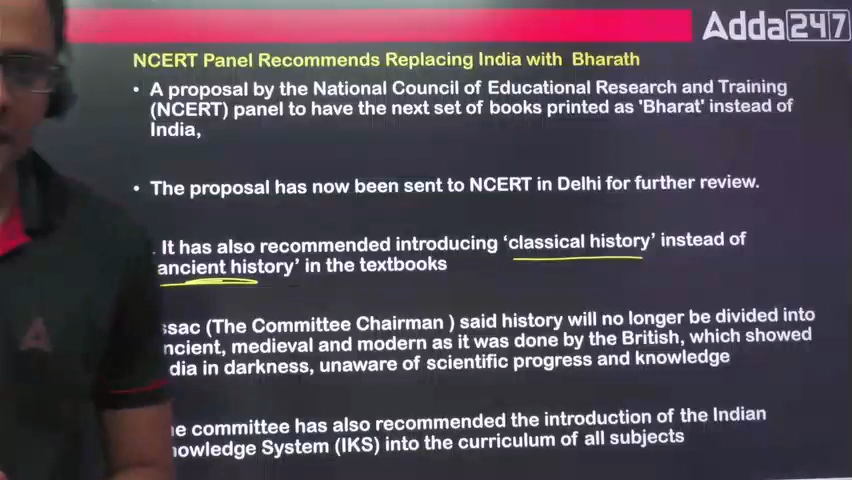 Adda247
NCERT Panel Recommends Replacing India with Bharath
• A proposal by the National Council of Educational Research and Training
(NCERT) panel to have the next set of books printed as 'Bharat' instead of
India,
• The proposal has now been sent to NCERT in Delhi for further review.
. It has also recommended introducing ‘classical history’ instead of
ancient history’ in the textbooks
ssac (The Committee Chairman ) said history will no longer be divided into
ncient, medieval and modern as it was done by the British, which showed
dia in darkness, unaware of scientific progress and knowledge
e committee has also recommended the introduction of the Indian
nowledge System (IKS) into the curriculum of all subjects